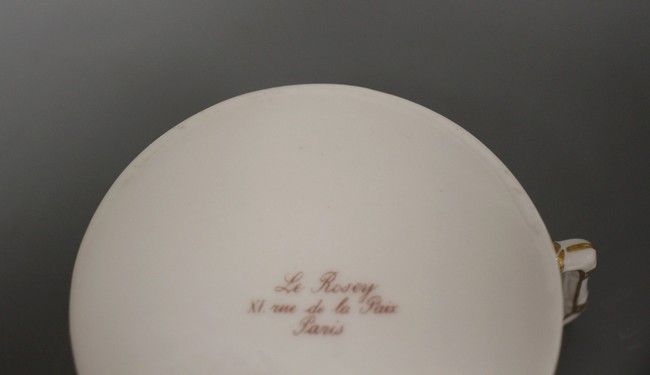 Le Rosey
XI. rue de la Paix
Paris